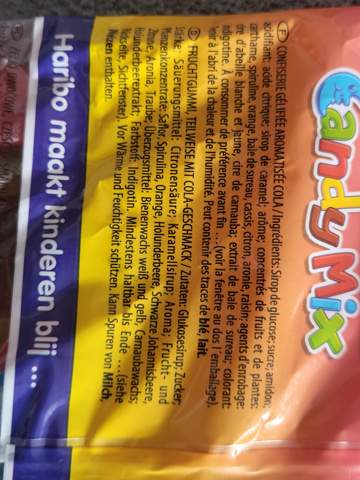 Candy Mix
F CONFISERIE GÉLIFIÉE AROMATISÉE COLA / Ingrédients: Sirop de glucose; sucre; amidon;
acidifiant: acide citrique; sirop de caramel; arôme; concentrés de fruits et de plantes:
carthame, spiruline, orange, baie de sureau, cassis, citron, aronie, raisin; agents d'enrobage:
cire d'abeille blanche et jaune, cire de carnauba; extrait de baie de sureau; colorant:
indigotine. À consommer de préférence avant fin ... (voir la fenêtre au dos l'emballage).
Tenir à l'abri de la chaleur et de l'humidité. Peut contenir des traces de blé, lait.
D FRUCHTGUMMI, TEILWEISE MIT COLA-GESCHMACK / Zutaten: Glukosesirup; Zucker;
Stärke; Säuerungsmittel: Citronensäure; Karamellsirup; Aroma; Frucht- und
Pflanzenkonzentrate: Saflor, Spirulina, Orange, Holunderbeere, Schwarze Johannisbeere,
Zitrone, Aronia, Traube; Überzugsmittel: Bienenwachs weiß und gelb, Carnaubawachs;
Holunderbeerextrakt; Farbstoff: Indigotin. Mindestens haltbar bis Ende ... (siehe
Rückseite, Sichtfenster). Vor Wärme und Feuchtigkeit schützen. Kann Spuren von Milch,
Weizen enthalten.
Haribo maakt kinderen blij ...